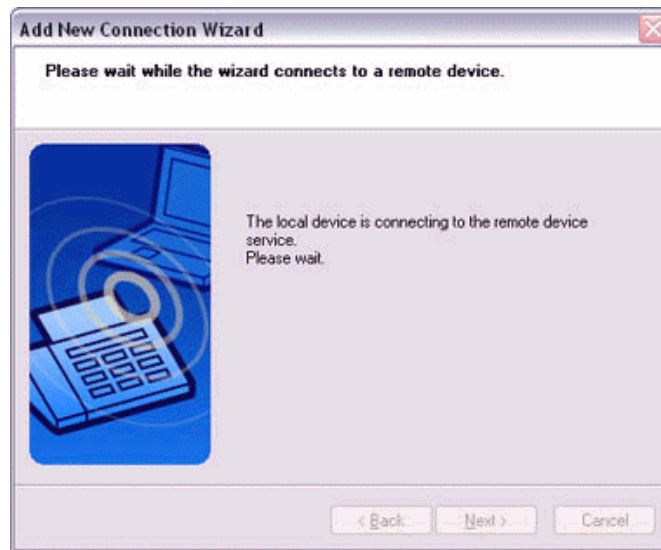 Add New Connection Wizard
Please wait while the wizard connects to a remote device.
The local device is connecting to the remote device
service.
Please wait.
< Back
Next >
Cancel